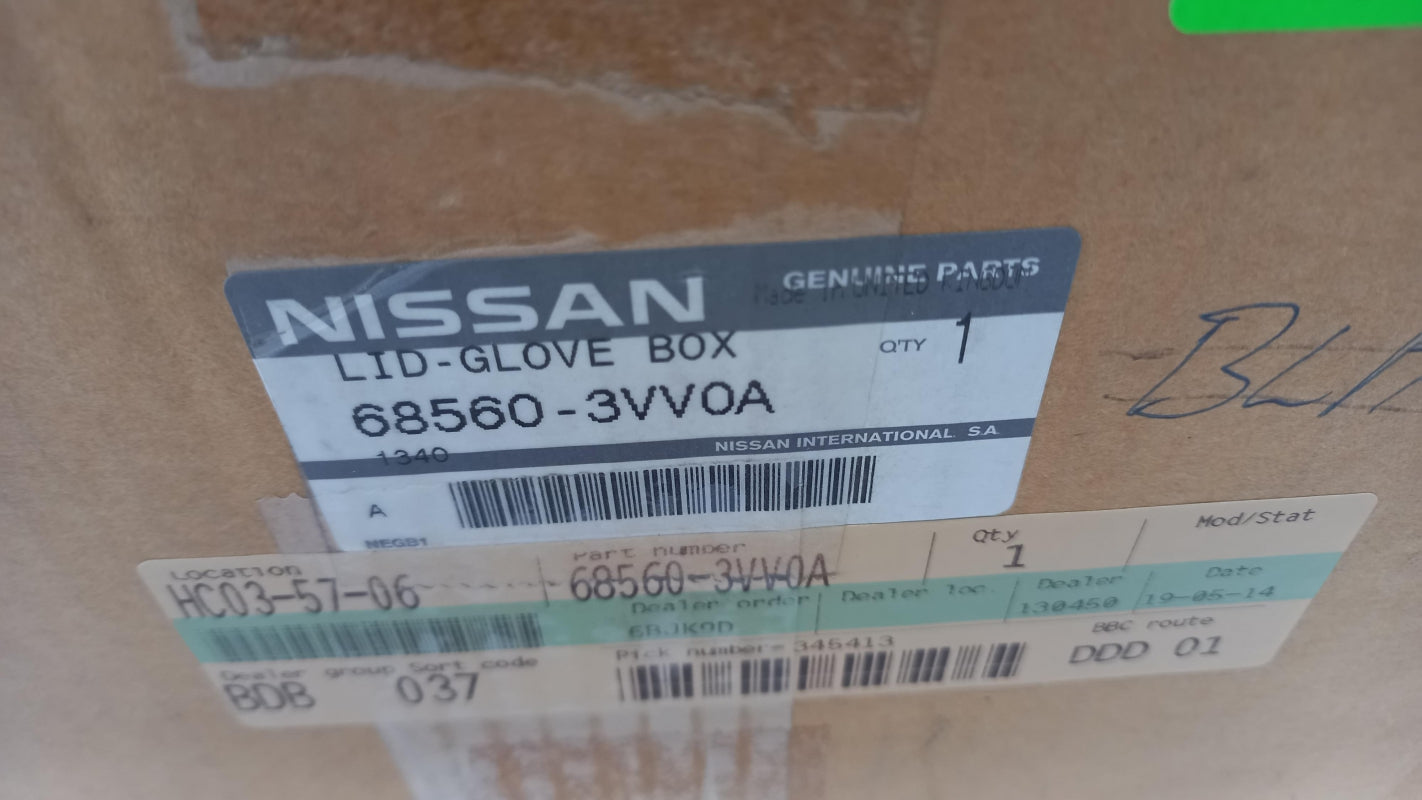 NISSAN
GENUINE PARTS
Made in UNITED KINGDOM
LID-GLOVE BOX
Q'TY 1
68560-3VV0A
1340
NISSAN INTERNATIONAL S.A.
A
NEGB1
Location
HC03-57-06
Part number
68560-3VV0A
Qty
1
Mod/Stat
Dealer order
6BJK9D
Dealer loc.
Dealer
130450
Date
19-05-14
Dealer group
BDB
Sort code
037
Pick number= 345413
BBC route
DDD 01